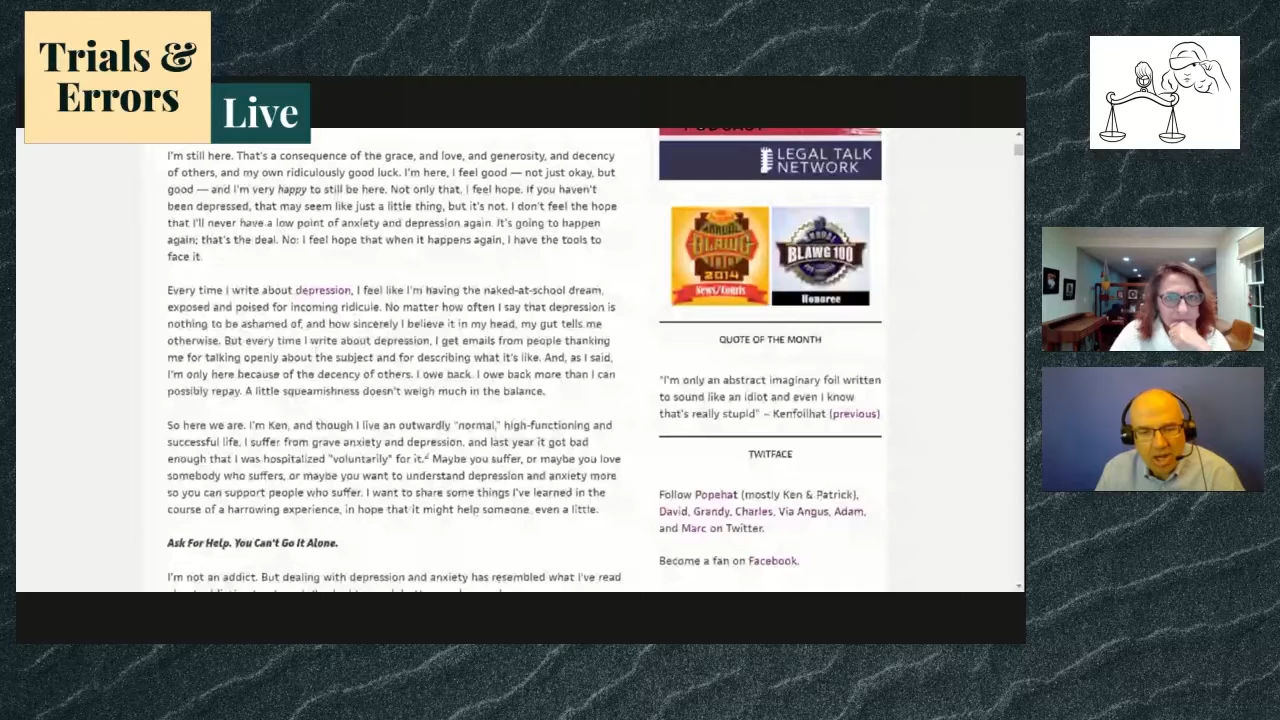 Trials &
Errors
Live
I'm still here. That's a consequence of the grace, and love, and generosity, and decency
of others, and my own ridiculously good luck. I'm here, I feel good — not just okay, but
good — and I'm very happy to still be here. Not only that, I feel hope. If you haven't
been depressed, that may seem like just a little thing, but it's not. I don't feel the hope
that I'll never have a low point of anxiety and depression again. It's going to happen
again; that's the deal. No: I feel hope that when it happens again, I have the tools to
face it.
Every time I write about depression, I feel like I'm having the naked-at-school dream,
exposed and poised for incoming ridicule. No matter how often I say that depression is
nothing to be ashamed of, and how sincerely I believe it in my head, my gut tells me
otherwise. But every time I write about depression, I get emails from people thanking
me for talking openly about the subject and for describing what it's like. And, as I said,
I'm only here because of the decency of others. I owe back. I owe back more than I can
possibly repay. A little squeamishness doesn't weigh much in the balance.
So here we are. I'm Ken, and though I live an outwardly "normal," high-functioning and
successful life, I suffer from grave anxiety and depression, and last year it got bad
enough that I was hospitalized "voluntarily" for it. Maybe you suffer, or maybe you love
somebody who suffers, or maybe you want to understand depression and anxiety more
so you can support people who suffer. I want to share some things I've learned in the
course of a harrowing experience, in hope that it might help someone, even a little.
Ask For Help. You Can't Go It Alone.
I'm not an addict. But dealing with depression and anxiety has resembled what I've read
PODCAST
LEGAL TALK
NETWORK
ANNUAL
BLAWG
100
2014
News/Courts
ANNUAL
BLAWG 100
Honoree
QUOTE OF THE MONTH
"I'm only an abstract imaginary foil written
to sound like an idiot and even I know
that's really stupid" – Kenfoilhat (previous)
TWITFACE
Follow Popehat (mostly Ken & Patrick),
David, Grandy, Charles, Via Angus, Adam,
and Marc on Twitter.
Become a fan on Facebook.